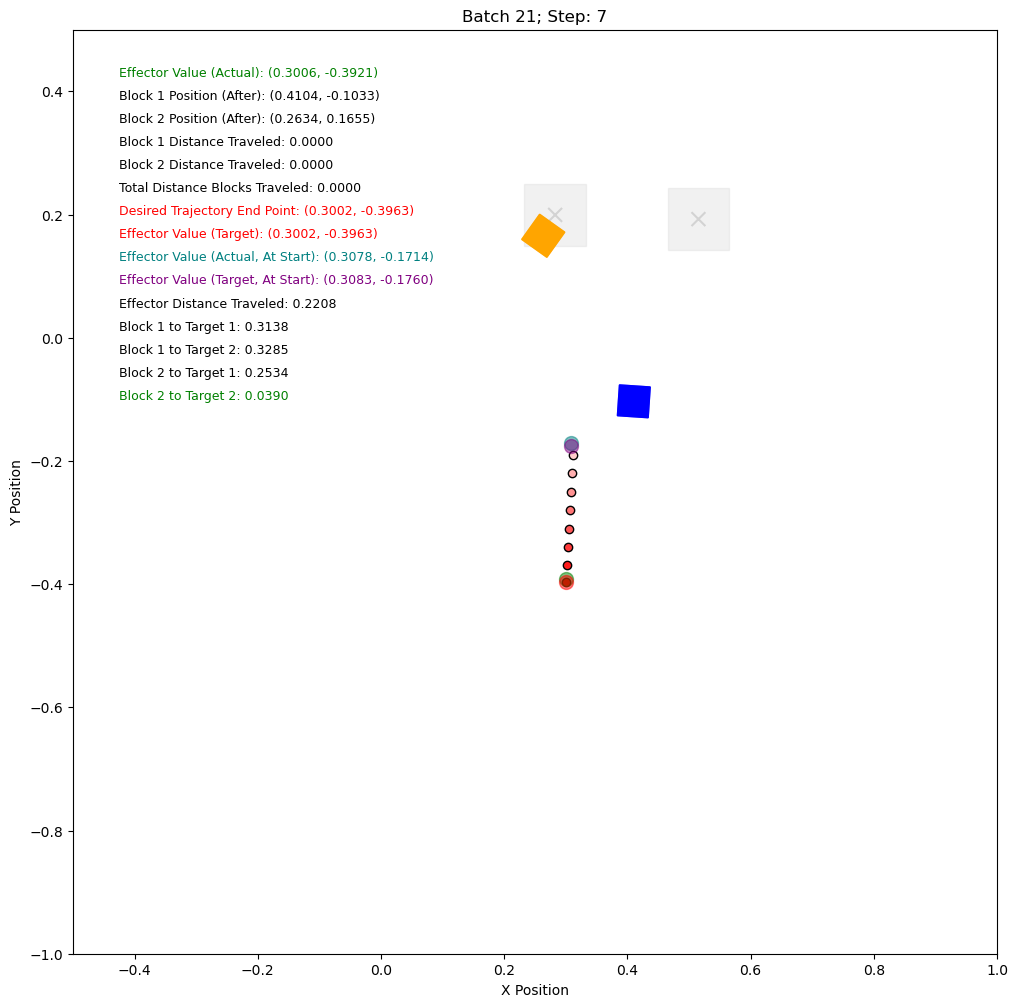 Batch 21; Step: 7
Effector Value (Actual): (0.3006, -0.3921)
Block 1 Position (After): (0.4104, -0.1033)
Block 2 Position (After): (0.2634, 0.1655)
Block 1 Distance Traveled: 0.0000
Block 2 Distance Traveled: 0.0000
Total Distance Blocks Traveled: 0.0000
Desired Trajectory End Point: (0.3002, -0.3963)
Effector Value (Target): (0.3002, -0.3963)
Effector Value (Actual, At Start): (0.3078, -0.1714)
Effector Value (Target, At Start): (0.3083, -0.1760)
Effector Distance Traveled: 0.2208
Block 1 to Target 1: 0.3138
Block 1 to Target 2: 0.3285
Block 2 to Target 1: 0.2534
Block 2 to Target 2: 0.0390
Y Position
0.4
0.2
0.0
−0.2
−0.4
−0.6
−0.8
−1.0
−0.4
−0.2
0.0
0.2
0.4
0.6
0.8
1.0
X Position